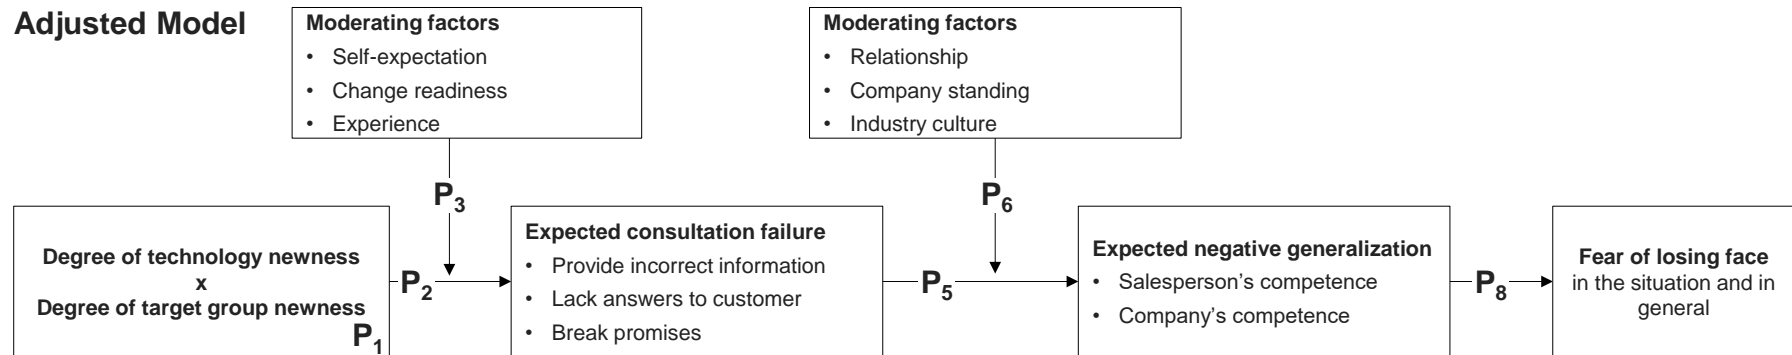 Adjusted Model
Moderating factors
• Self-expectation
• Change readiness
• Experience
Moderating factors
• Relationship
• Company standing
• Industry culture
P3
P6
Degree of technology newness
x
Degree of target group newness
P1
P2
Expected consultation failure
• Provide incorrect information
• Lack answers to customer
• Break promises
P5
Expected negative generalization
• Salesperson's competence
• Company's competence
P8
Fear of losing face
in the situation and in
general